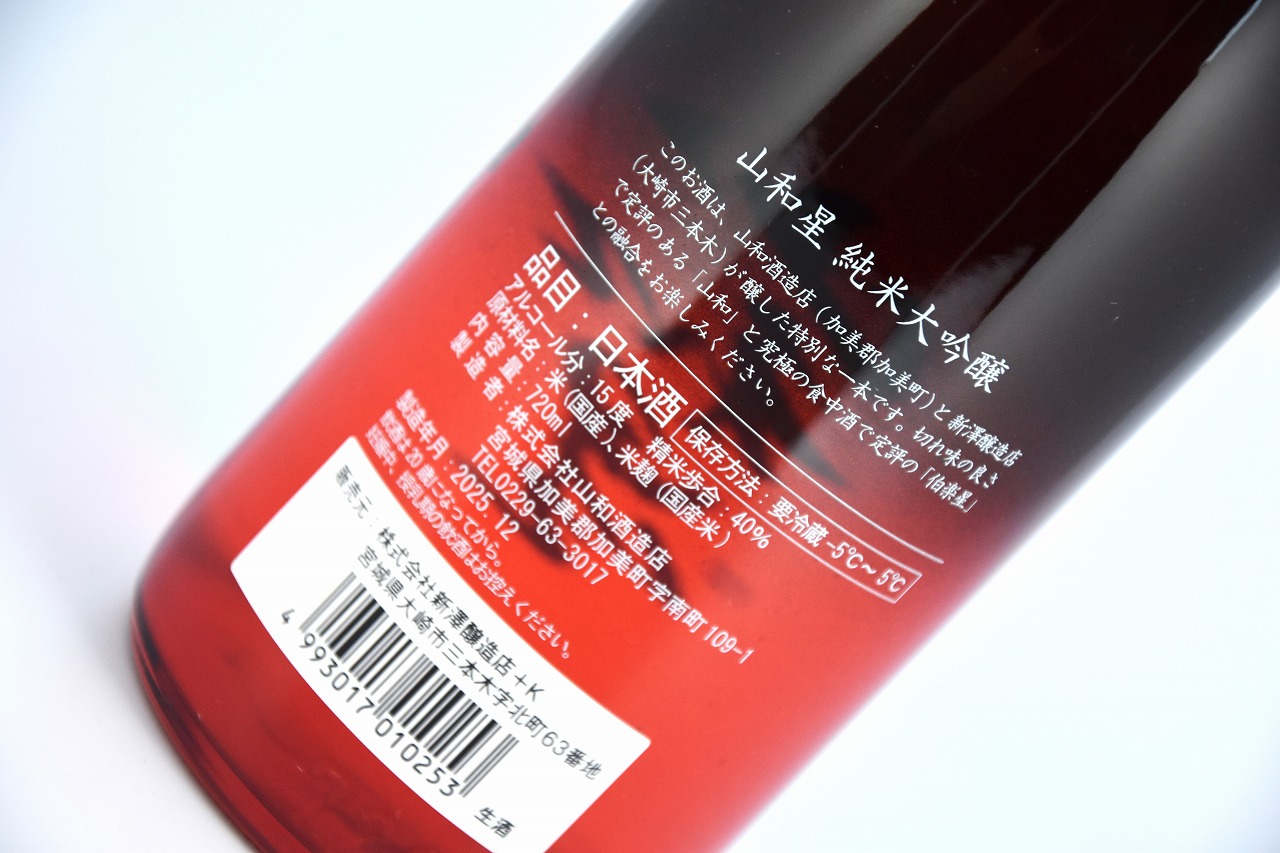 山和星 純米大吟醸
このお酒は、山和酒造店（加美郡加美町）と新澤醸造店
（大崎市三本木）が醸した特別な一本です。切れ味の良さ
で定評のある「山和」と究極の食中酒で定評の「伯楽星」
との融合をお楽しみください。
品目：日本酒 保存方法：要冷蔵 -5℃～5℃
アルコール分：15度 精米歩合：40%
原材料名：米（国産）、米麹（国産米）
内容量：720ml
製造者：株式会社山和酒造店
宮城県加美郡加美町字南町109-1
TEL0229-63-3017
製造年月：2025. 12
飲酒は20歳になってから。
妊娠中、授乳期の飲酒はお控えください。
販売元：株式会社新澤醸造店+K
宮城県大崎市三本木字北町63番地
4 993017 010253
生酒